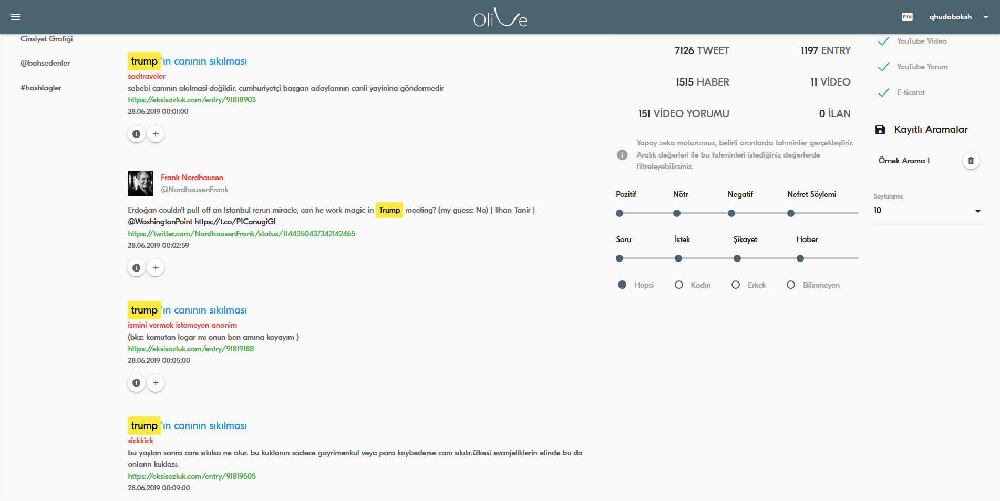 Olive
PIN
qhudabaksh
Cinsiyet Grafiği
@bahsedenler
#hashtagler
trump'ın canının sıkılması
sadtraveler
sebebi canının sıkılmasi değildir. cumhuriyetçi başgan adaylarının canli yayinina göndermedir
https://eksisozluk.com/entry/91818903
28.06.2019 00:01:00
Frank Nordhausen
@NordhausenFrank
Erdoğan couldn't pull off an Istanbul rerun miracle, can he work magic in Trump meeting? (my guess: No) | Ilhan Tanir |
@WashingtonPoint https://t.co/P1CanugiGI
https://twitter.com/NordhausenFrank/status/1144350437342142465
28.06.2019 00:02:59
trump'ın canının sıkılması
ismini vermek istemeyen anonim
(bkz: komutan logar mı onun ben amına koyayım )
https://eksisozluk.com/entry/91819188
28.06.2019 00:05:00
trump'ın canının sıkılması
sickkick
bu yaştan sonra canı sıkılsa ne olur. bu kuklanın sadece gayrimenkul veya para kaybederse canı sıkılır.ülkesi evanjeliklerin elinde bu da
onların kuklası.
https://eksisozluk.com/entry/91819505
28.06.2019 00:09:00
7126 TWEET
1197 ENTRY
1515 HABER
11 VİDEO
151 VİDEO YORUMU
0 İLAN
Yapay zeka motorumuz, belirli oranlarda tahminler gerçekleştirir.
Aralık değerleri ile bu tahminleri istediğiniz değerlerde
filtreleyebilirsiniz.
Pozitif
Nötr
Negatif
Nefret Söylemi
Soru
İstek
Şikayet
Haber
Hepsi
Kadın
Erkek
Bilinmeyen
YouTube Video
YouTube Yorum
E-ticaret
Kayıtlı Aramalar
Örnek Arama 1
Sayfalama
10